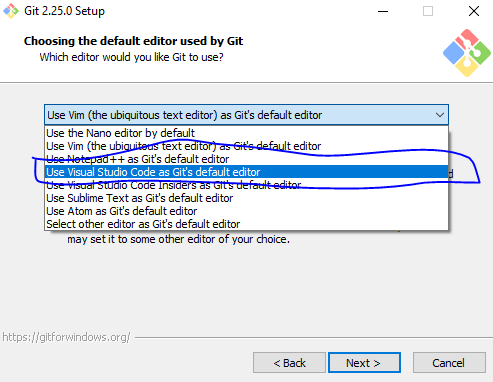 Git 2.25.0 Setup
Choosing the default editor used by Git
Which editor would you like Git to use?
Use Vim (the ubiquitous text editor) as Git's default editor
Use the Nano editor by default
Use Vim (the ubiquitous text editor) as Git's default editor
Use Notepad++ as Git's default editor
Use Visual Studio Code as Git's default editor
Use Visual Studio Code Insiders as Git's default editor
Use Sublime Text as Git's default editor
Use Atom as Git's default editor
Select other editor as Git's default editor
may set it to some other editor of your choice.
https://gitforwindows.org/
< Back
Next >
Cancel